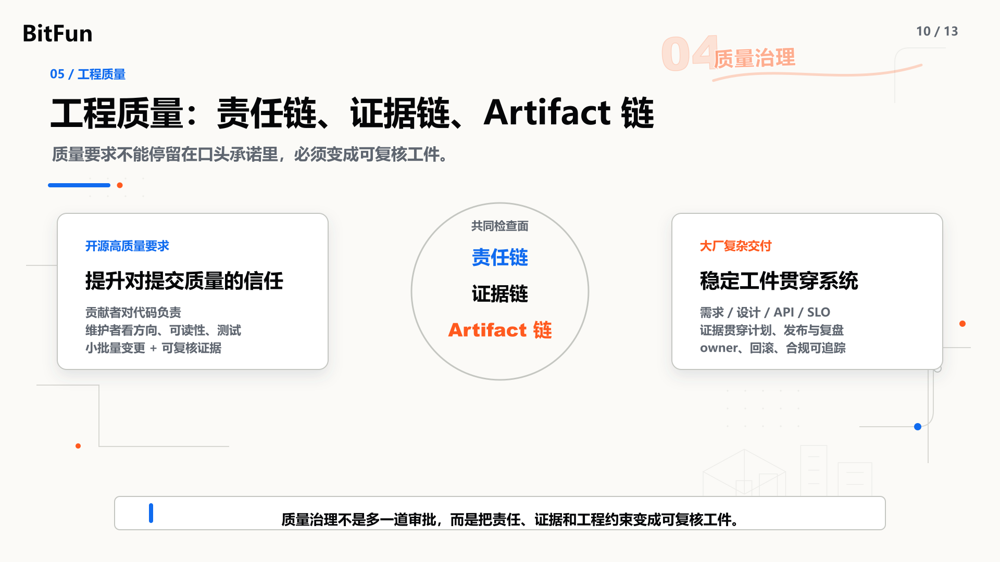 BitFun
10 / 13
04
质量治理
05 / 工程质量
工程质量：责任链、证据链、Artifact 链
质量要求不能停留在口头承诺里，必须变成可复核工件。
开源高质量要求
提升对提交质量的信任
贡献者对代码负责
维护者看方向、可读性、测试
小批量变更 + 可复核证据
共同检查面
责任链
证据链
Artifact 链
大厂复杂交付
稳定工件贯穿系统
需求 / 设计 / API / SLO
证据贯穿计划、发布与复盘
owner、回滚、合规可追踪
质量治理不是多一道审批，而是把责任、证据和工程约束变成可复核工件。